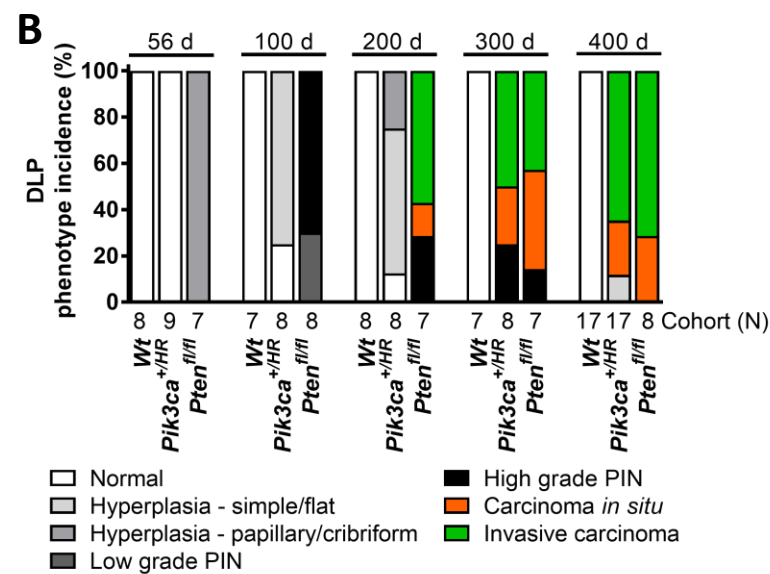 B
56 d 100 d 200 d 300 d 400 d
DLP
phenotype incidence (%)
100
80
60
40
20
0
8 9 7 7 8 8 8 8 7 7 8 7 17 17 8 Cohort (N)
Wt Pik3ca+/HR Ptenfl/fl Wt Pik3ca+/HR Ptenfl/fl Wt Pik3ca+/HR Ptenfl/fl Wt Pik3ca+/HR Ptenfl/fl Wt Pik3ca+/HR Ptenfl/fl
Normal
Hyperplasia - simple/flat
Hyperplasia - papillary/cribriform
Low grade PIN
High grade PIN
Carcinoma in situ
Invasive carcinoma